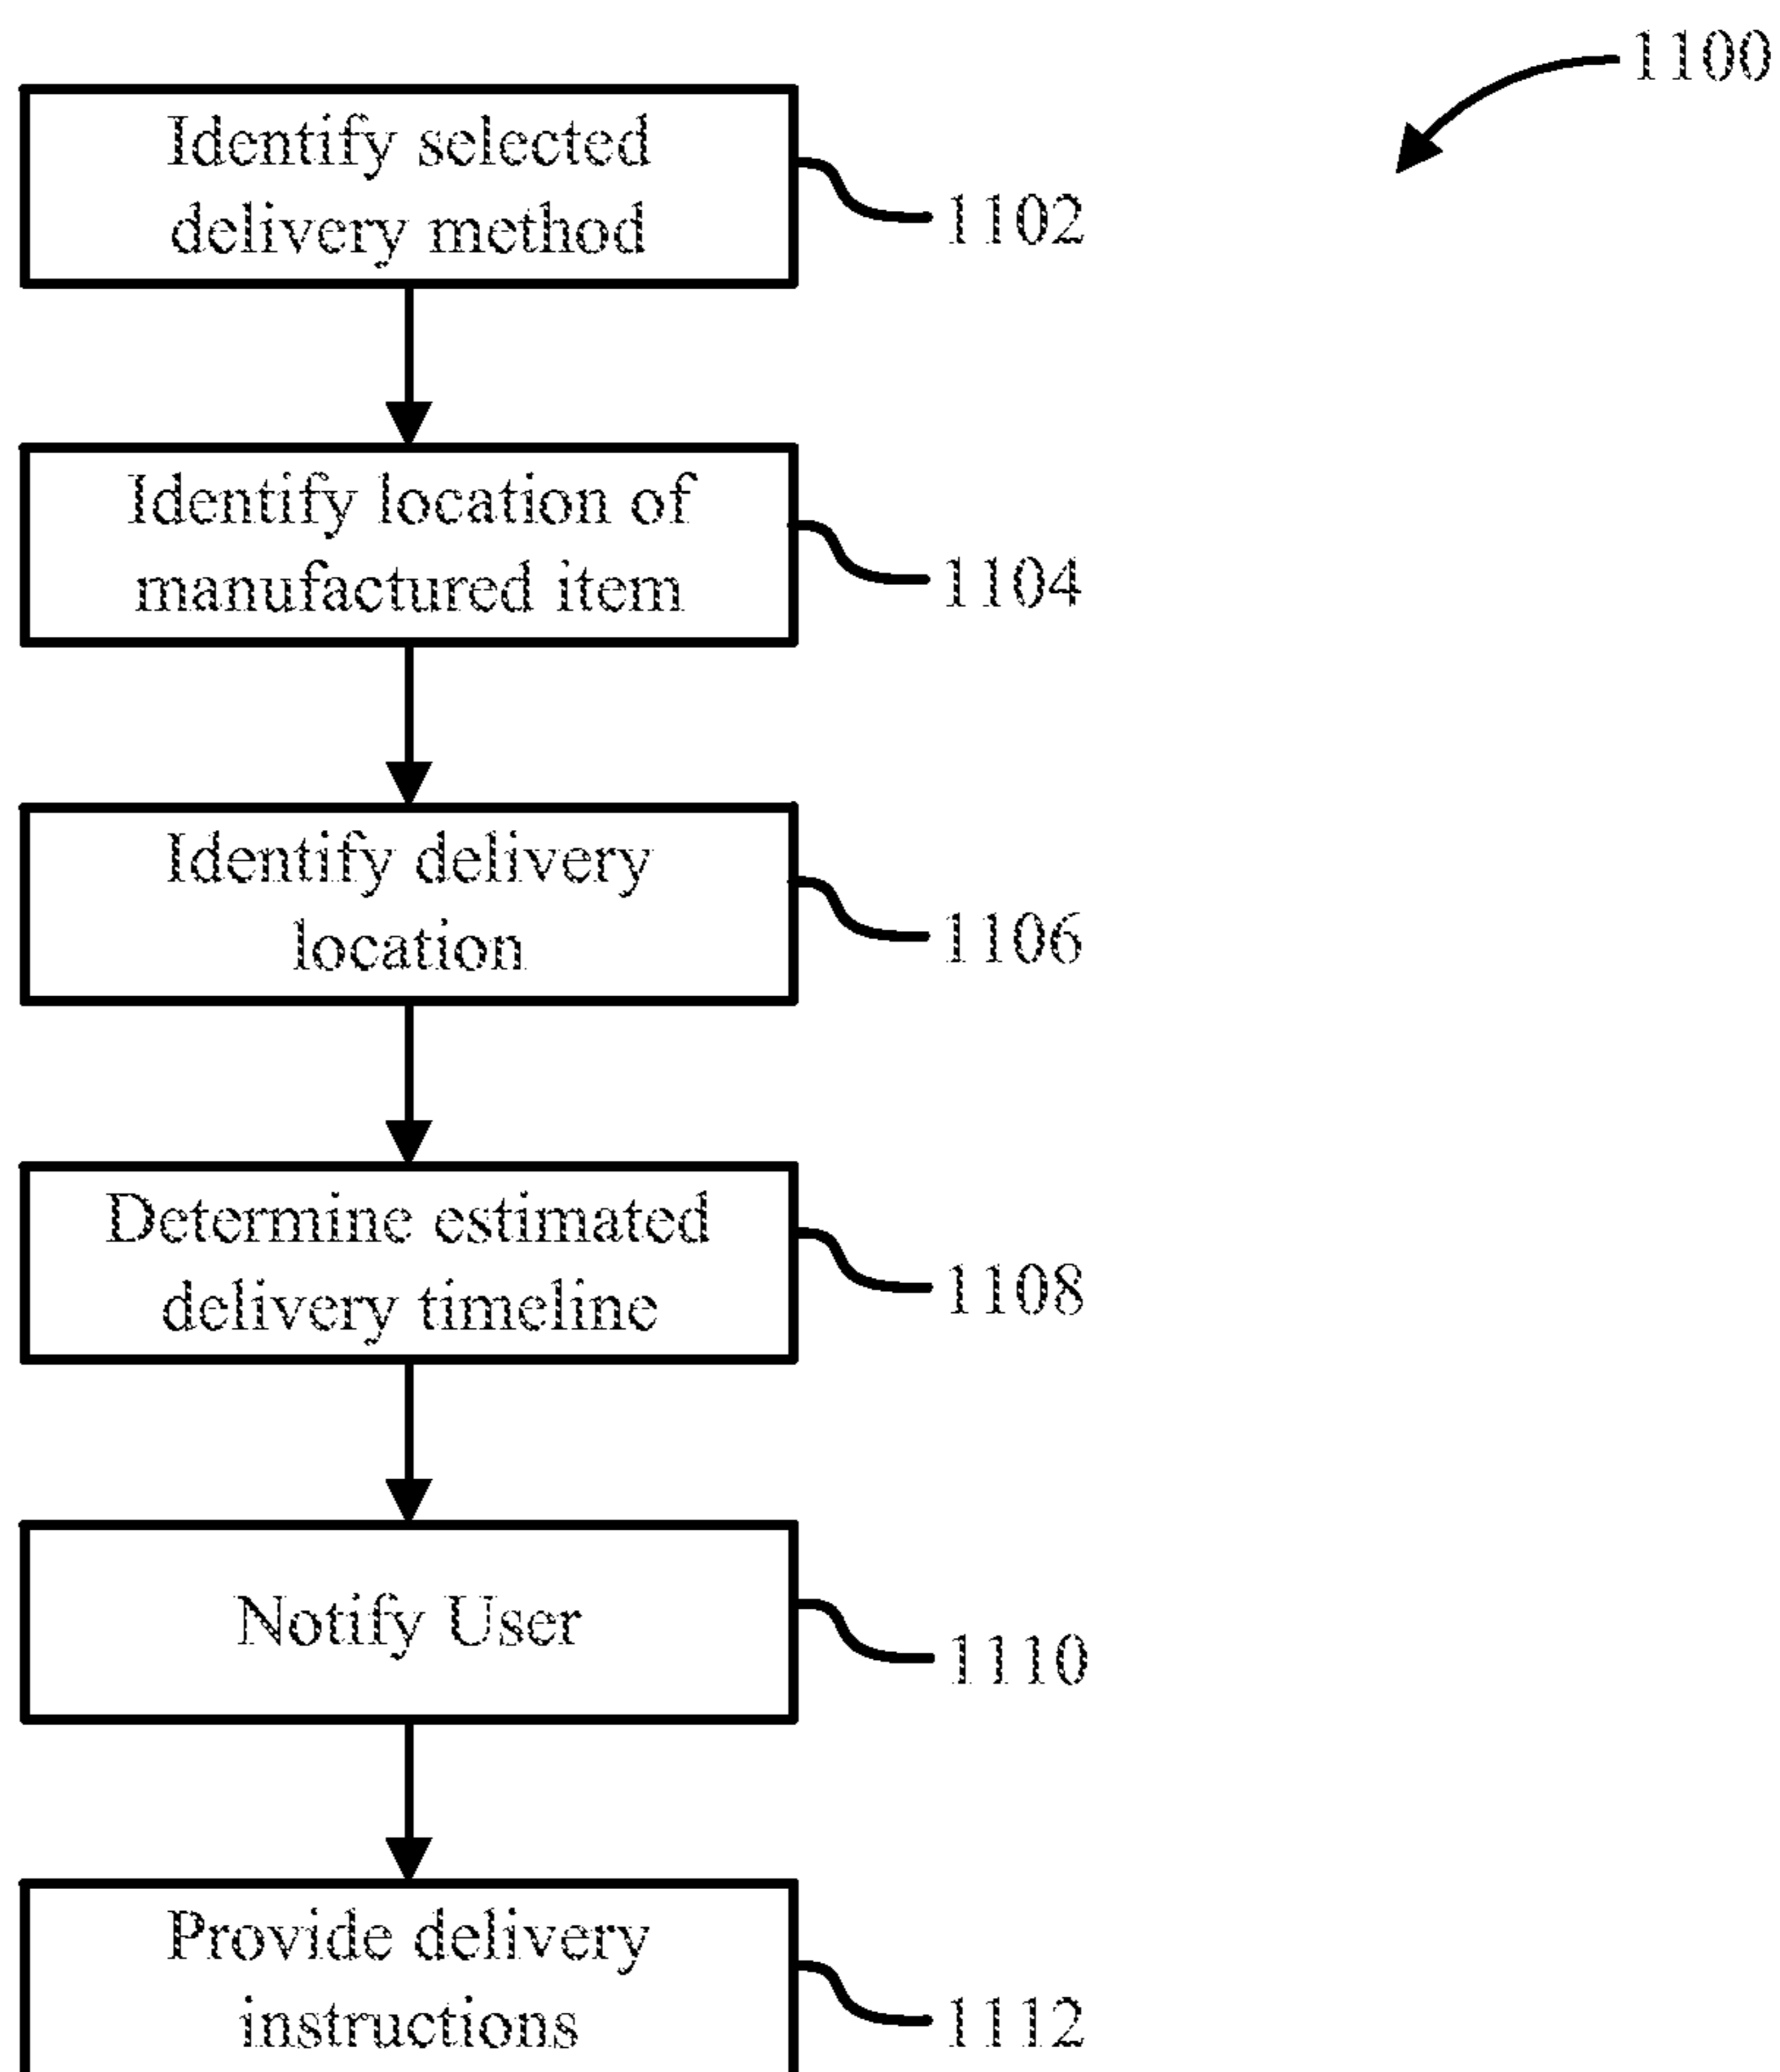 1100
Identify selected
delivery method
1102
Identify location of
manufactured item
1104
Identify delivery
location
1106
Determine estimated
delivery timeline
1108
Notify User
1110
Provide delivery
instructions
1112